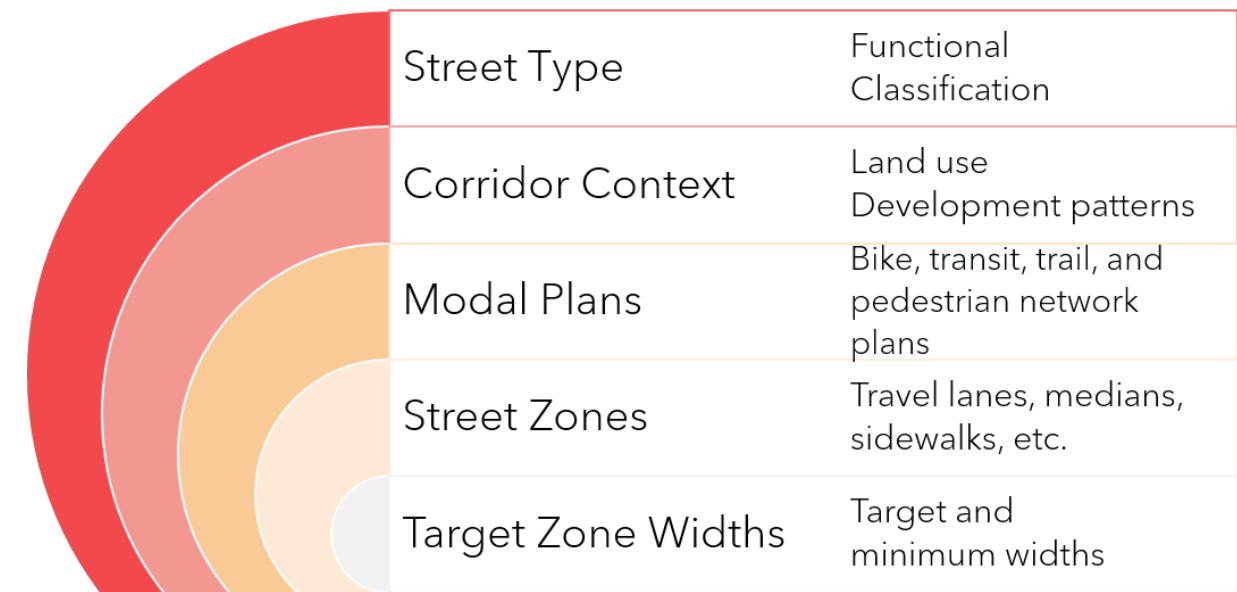 Street Type
Functional
Classification
Corridor Context
Land use
Development patterns
Modal Plans
Bike, transit, trail, and
pedestrian network
plans
Street Zones
Travel lanes, medians,
sidewalks, etc.
Target Zone Widths
Target and
minimum widths